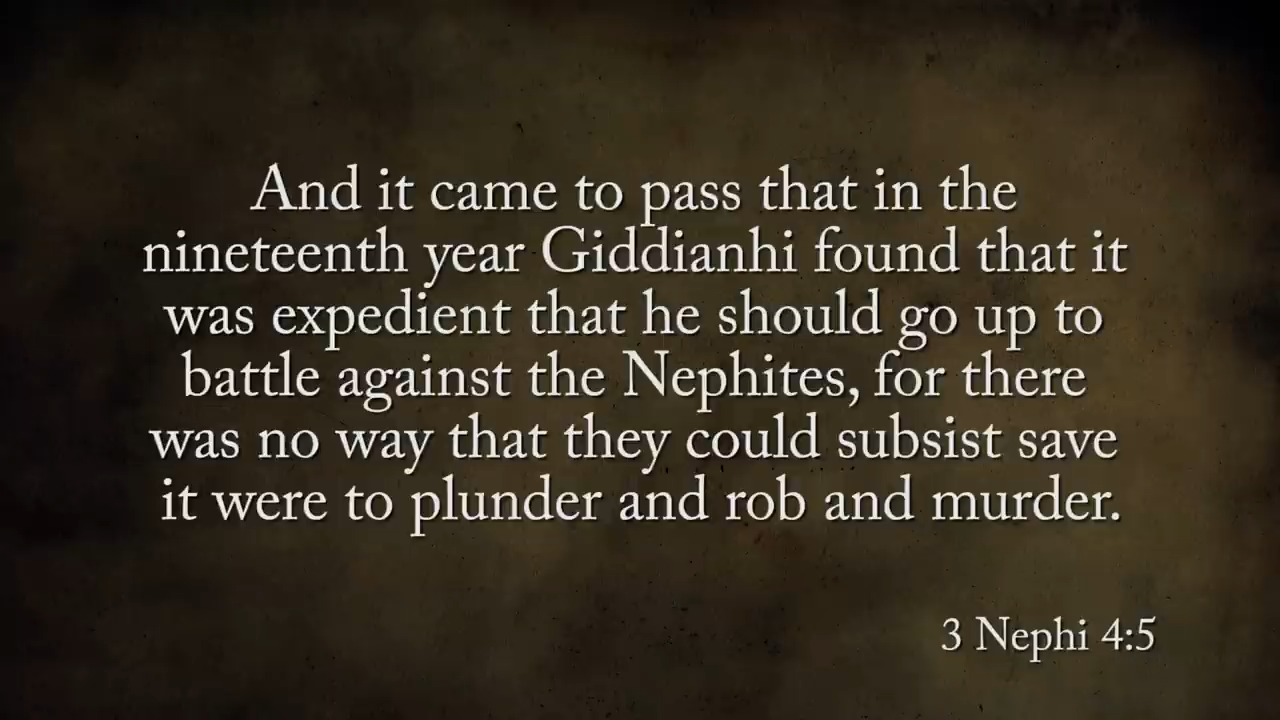 And it came to pass that in the
nineteenth year Giddianhi found that it
was expedient that he should go up to
battle against the Nephites, for there
was no way that they could subsist save
it were to plunder and rob and murder.
3 Nephi 4:5